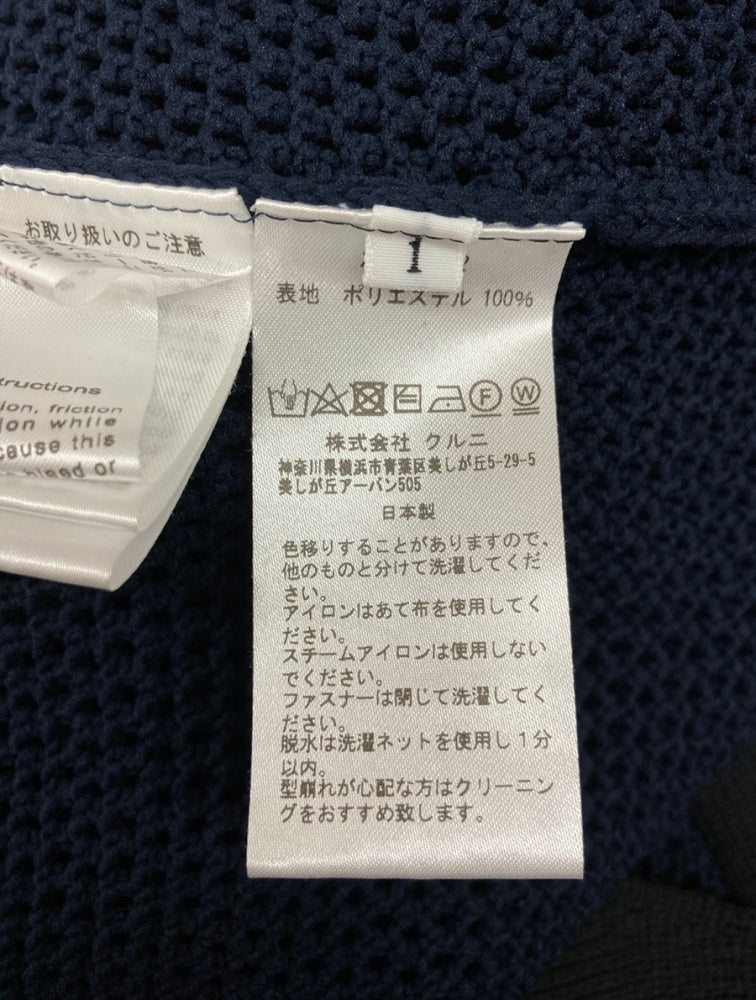 お取り扱いのご注意
tructions
ion, friction
ion while
cause this
bleed or
1
表地 ポリエステル 100%
株式会社 クルニ
神奈川県横浜市青葉区美しが丘5-29-5
美しが丘アーバン505
日本製
色移りすることがありますので、
他のものと分けて洗濯してくだ
さい。
アイロンはあて布を使用してく
ださい。
スチームアイロンは使用しない
でください。
ファスナーは閉じて洗濯してく
ださい。
脱水は洗濯ネットを使用し1分
以内。
型崩れが心配な方はクリーニン
グをおすすめ致します。